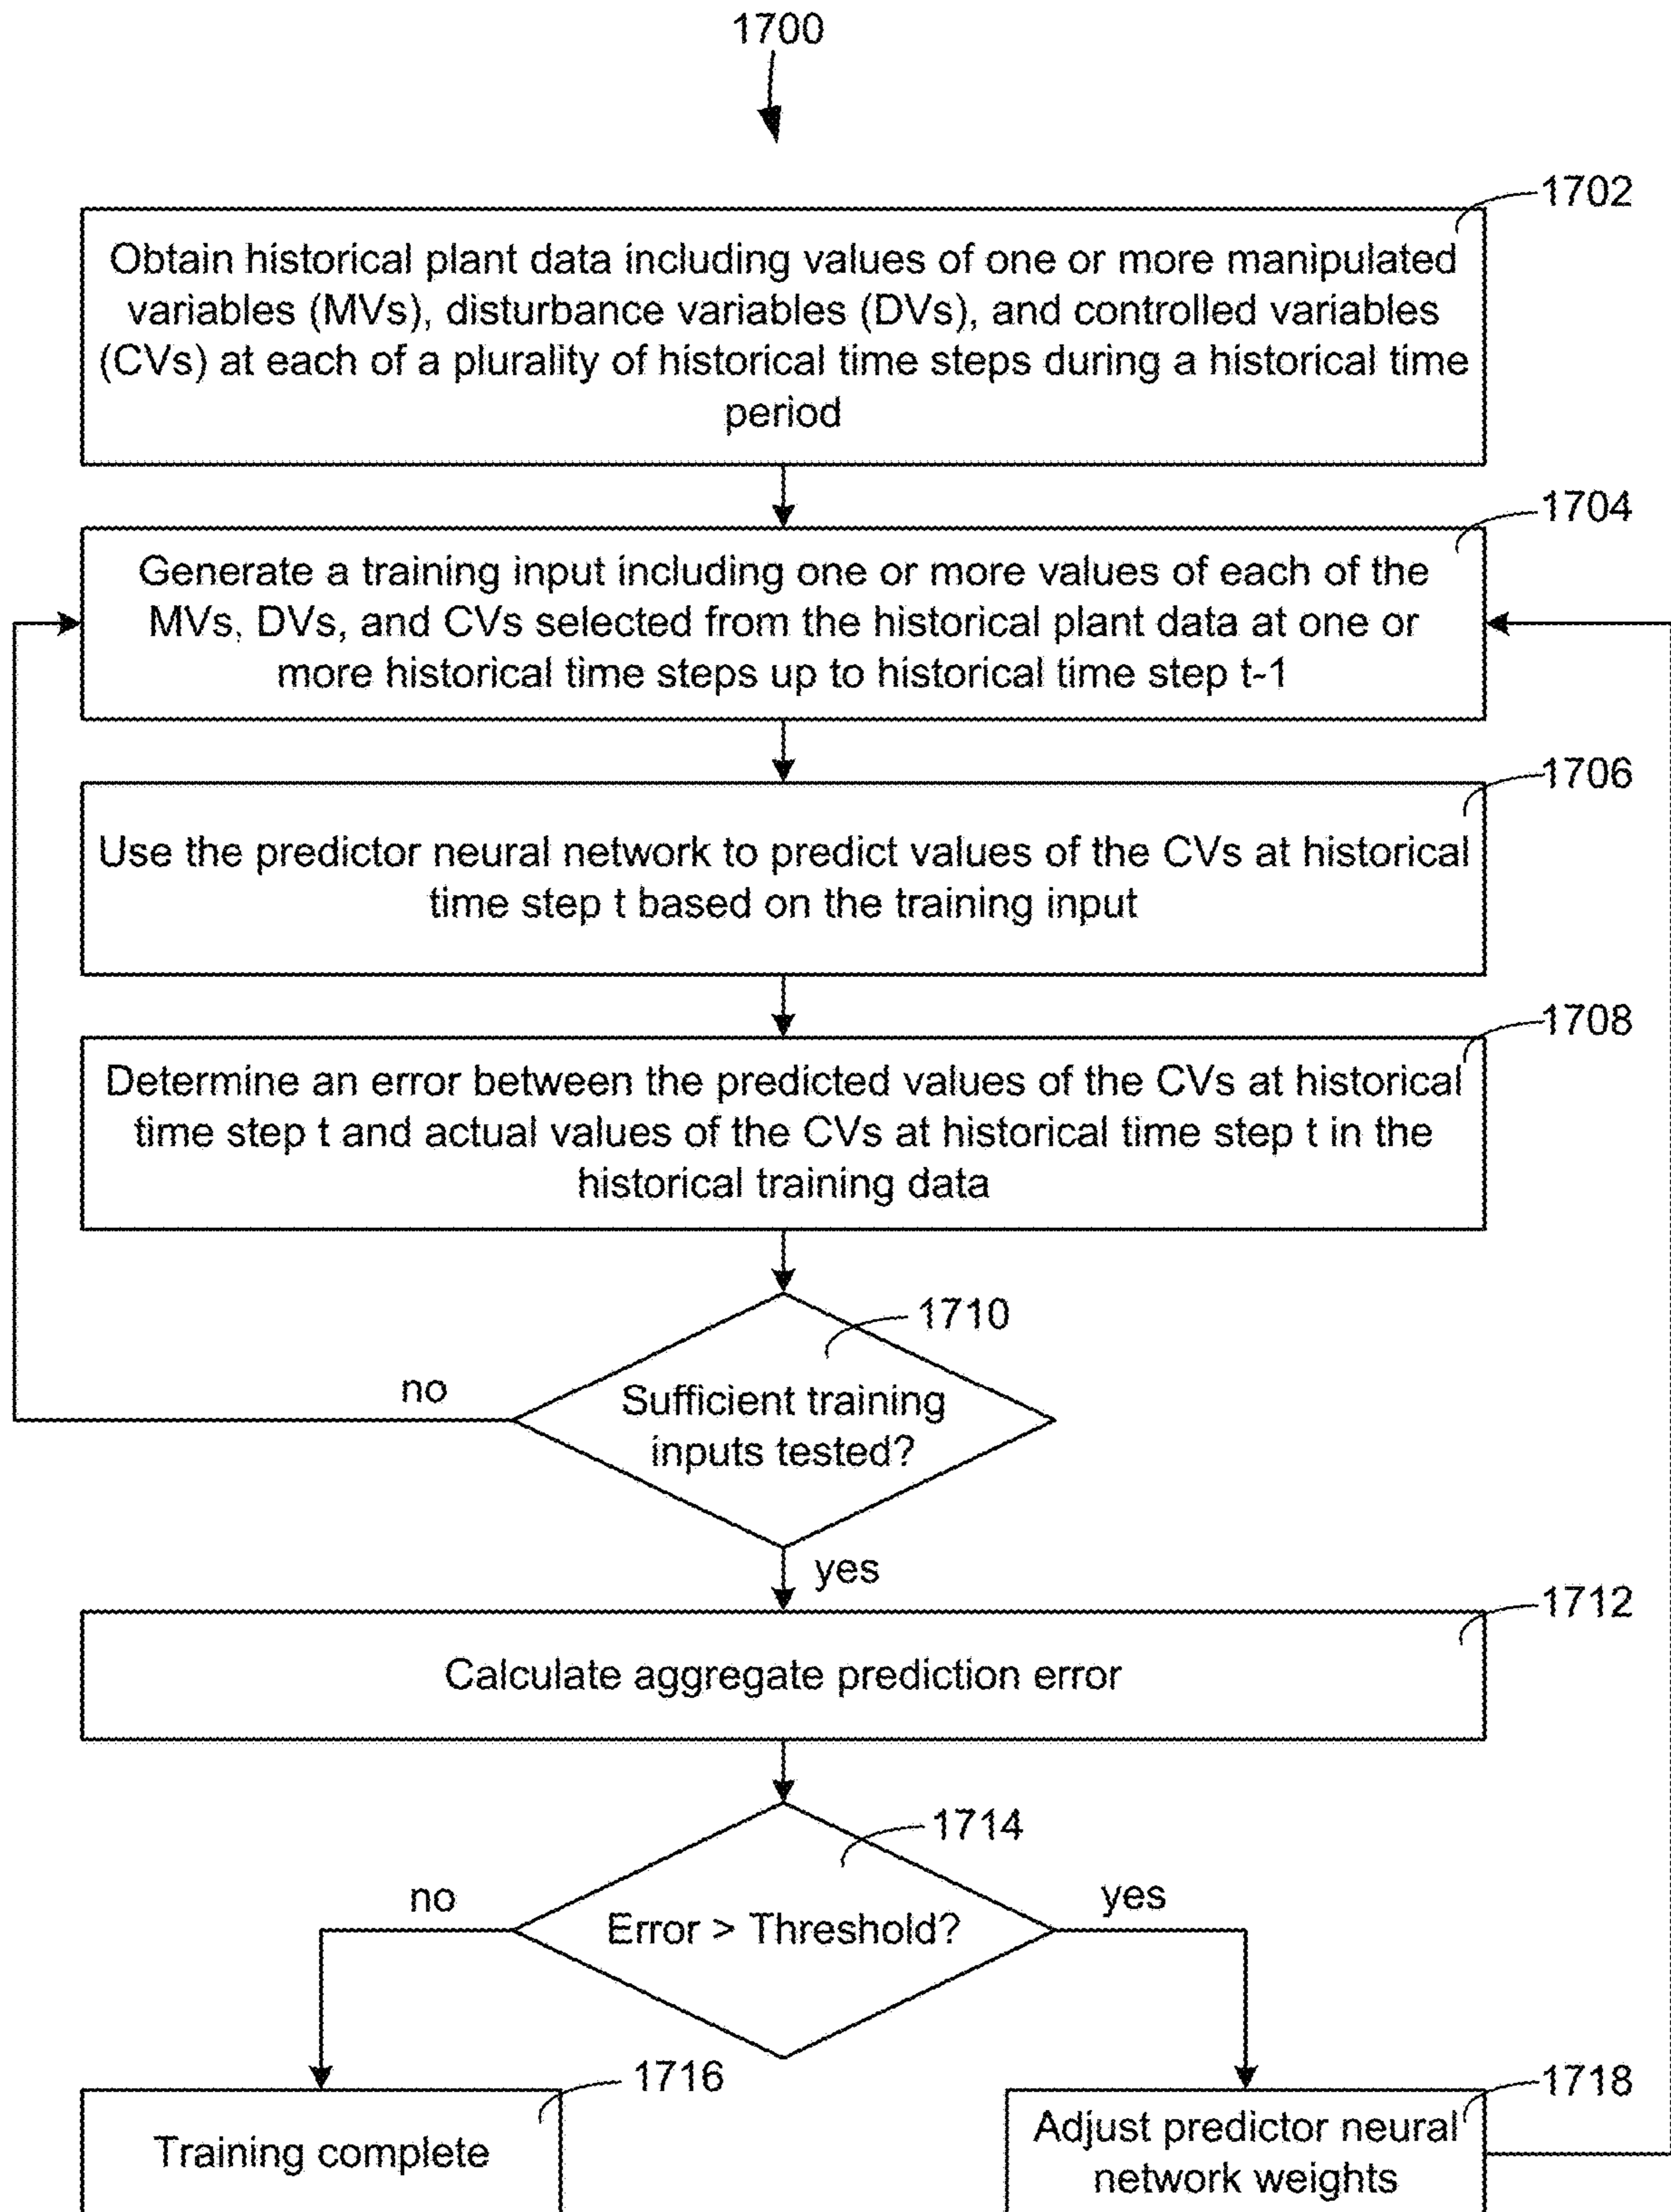 1700
1702
Obtain historical plant data including values of one or more manipulated
variables (MVs), disturbance variables (DVs), and controlled variables
(CVs) at each of a plurality of historical time steps during a historical time
period
1704
Generate a training input including one or more values of each of the
MVs, DVs, and CVs selected from the historical plant data at one or
more historical time steps up to historical time step t-1
1706
Use the predictor neural network to predict values of the CVs at historical
time step t based on the training input
1708
Determine an error between the predicted values of the CVs at historical
time step t and actual values of the CVs at historical time step t in the
historical training data
1710
no
Sufficient training
inputs tested?
yes
1712
Calculate aggregate prediction error
1714
no
yes
Error > Threshold?
1716
1718
Training complete
Adjust predictor neural
network weights